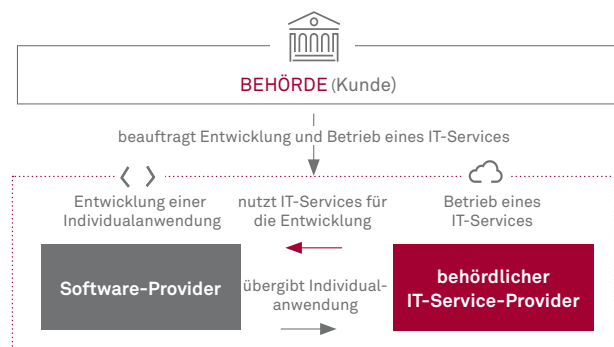 BEHÖRDE (Kunde)
beauftragt Entwicklung und Betrieb eines IT-Services
Entwicklung einer
Individualanwendung
nutzt IT-Services für
die Entwicklung
Betrieb eines
IT-Services
Software-Provider
übergibt Individual-
anwendung
behördlicher
IT-Service-Provider